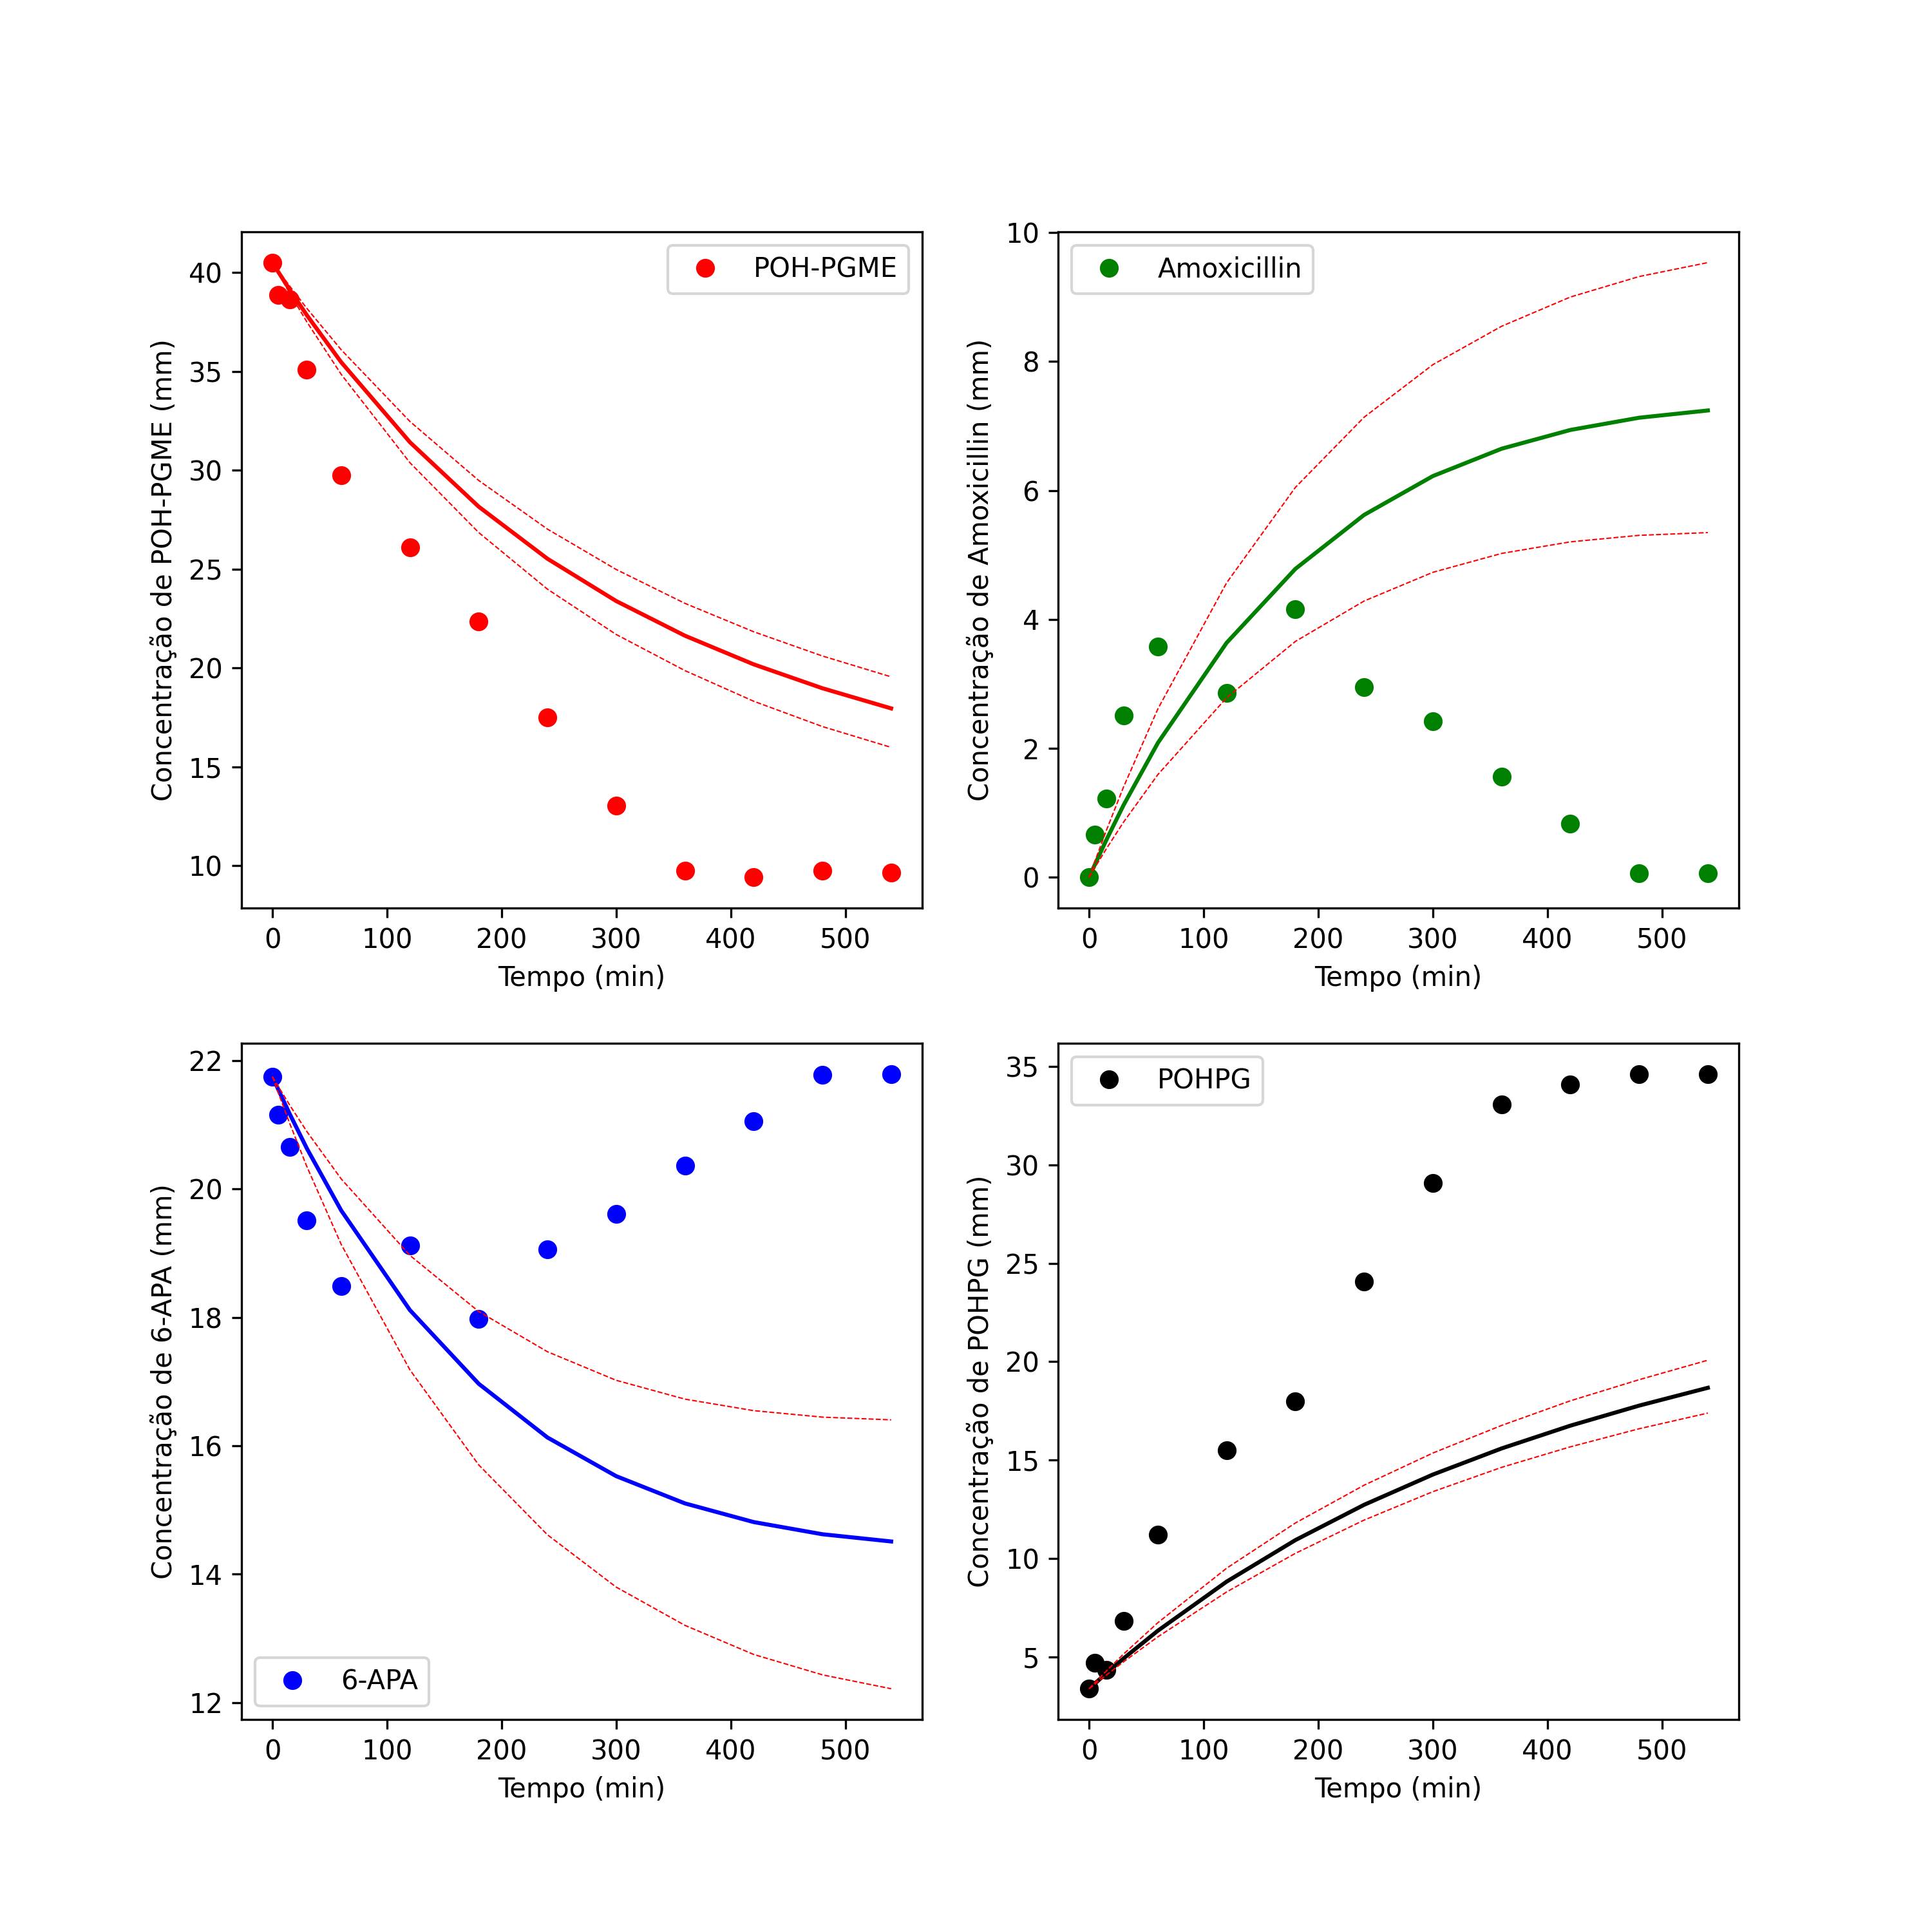 POH-PGME
40
35
30
25
20
15
10
Concentração de POH-PGME (mm)
0 100 200 300 400 500
Tempo (min)
Amoxicillin
10
8
6
4
2
0
Concentração de Amoxicillin (mm)
0 100 200 300 400 500
Tempo (min)
22
20
18
16
14
12
Concentração de 6-APA (mm)
6-APA
0 100 200 300 400 500
Tempo (min)
POHPG
35
30
25
20
15
10
5
Concentração de POHPG (mm)
0 100 200 300 400 500
Tempo (min)